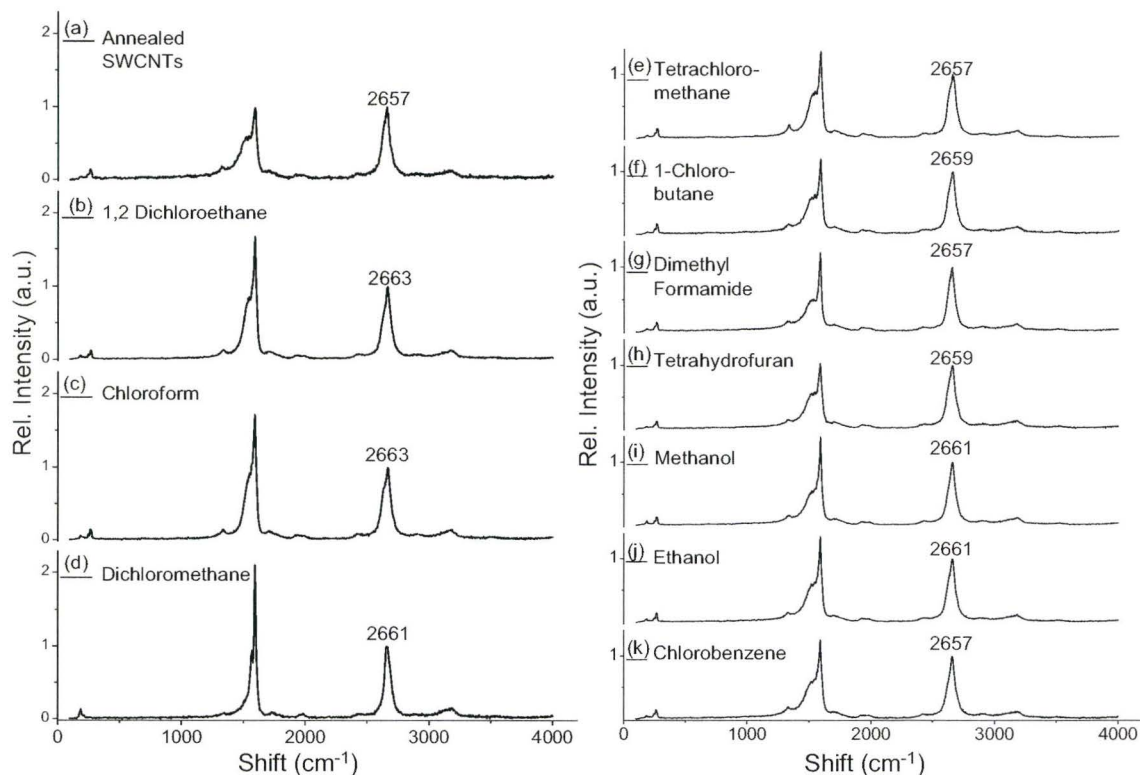 (a) Annealed
SWCNTs
2657
(b) 1,2 Dichloroethane
2663
(c) Chloroform
2663
(d) Dichloromethane
2661
2
1
0
2
1
0
2
1
0
2
1
0
0 1000 2000 3000 4000
Rel. Intensity (a.u.)
Shift (cm-1)
(e) Tetrachloro-
methane
2657
(f) 1-Chloro-
butane
2659
(g) Dimethyl
Formamide
2657
(h) Tetrahydrofuran
2659
(i) Methanol
2661
(j) Ethanol
2661
(k) Chlorobenzene
2657
1
1
1
1
1
1
1
0 1000 2000 3000 4000
Rel. Intensity (a.u.)
Shift (cm-1)